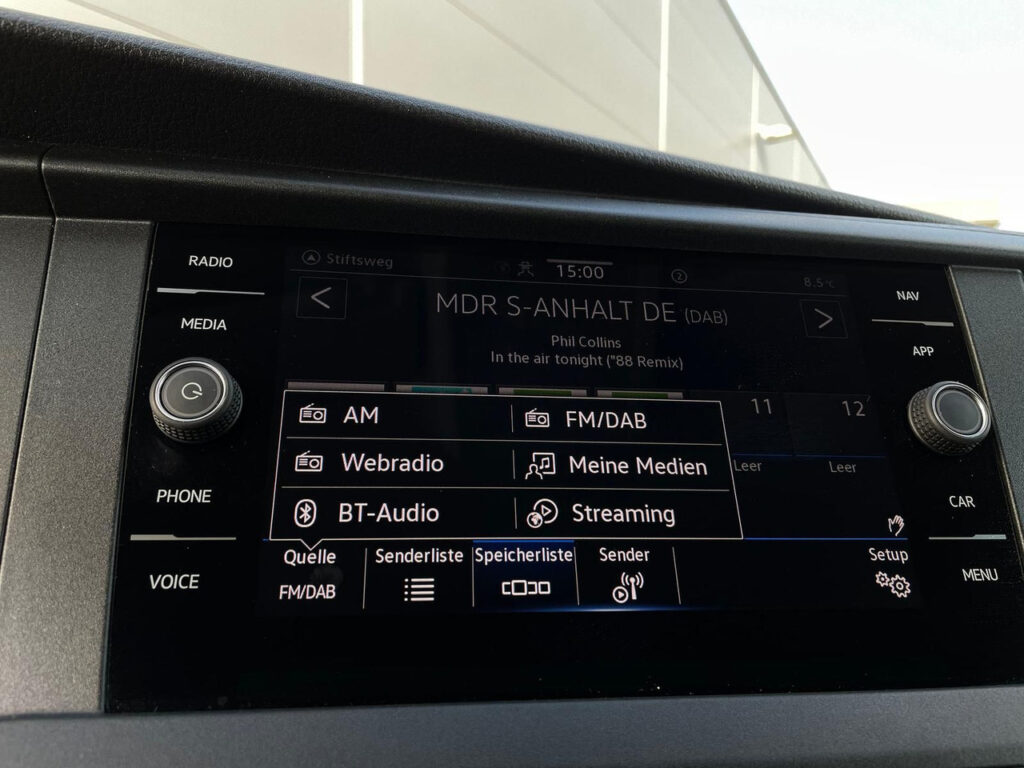 RADIO
MEDIA
PHONE
VOICE
Stiftsweg
15:00
2
8.5°C
MDR S-ANHALT DE (DAB)
Phil Collins
In the air tonight ("88 Remix)
11
12
Leer
Leer
AM
FM/DAB
Webradio
Meine Medien
BT-Audio
Streaming
Quelle
FM/DAB
Senderliste
Speicherliste
Sender
Setup
NAV
APP
CAR
MENU